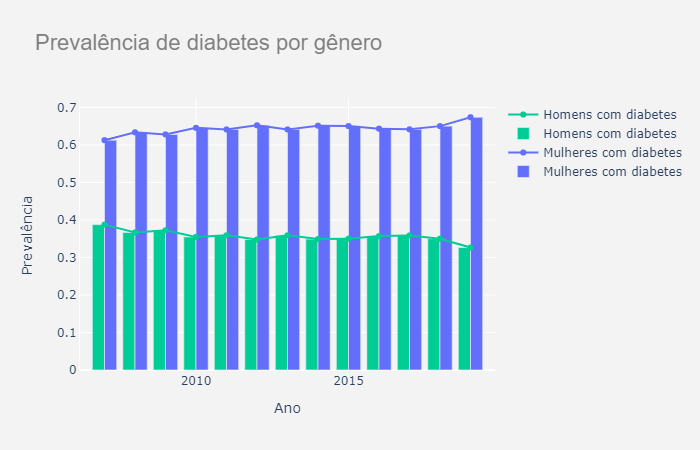 Prevalência de diabetes por gênero
Homens com diabetes
Homens com diabetes
Mulheres com diabetes
Mulheres com diabetes
Prevalência
0.7
0.6
0.5
0.4
0.3
0.2
0.1
0
2010
2015
Ano